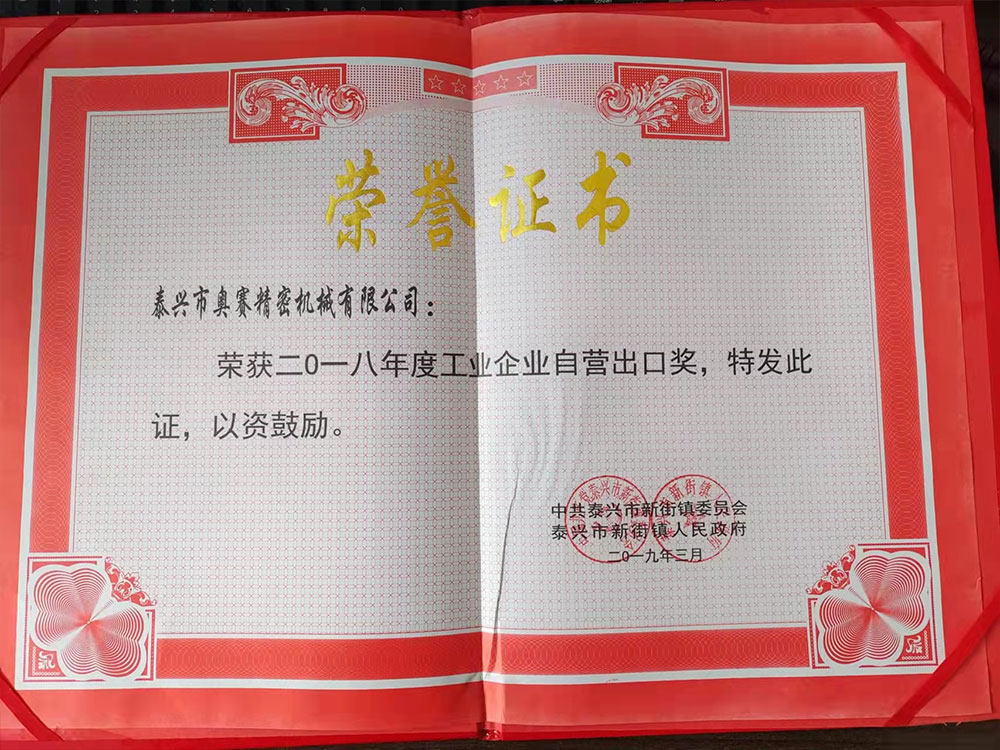 荣誉证书
泰兴市奥赛精密机械有限公司：
荣获二0一八年度工业企业自营出口奖，特发此
证，以资鼓励。
中共泰兴市新街镇委员会
泰兴市新街镇人民政府
二0一九年三月